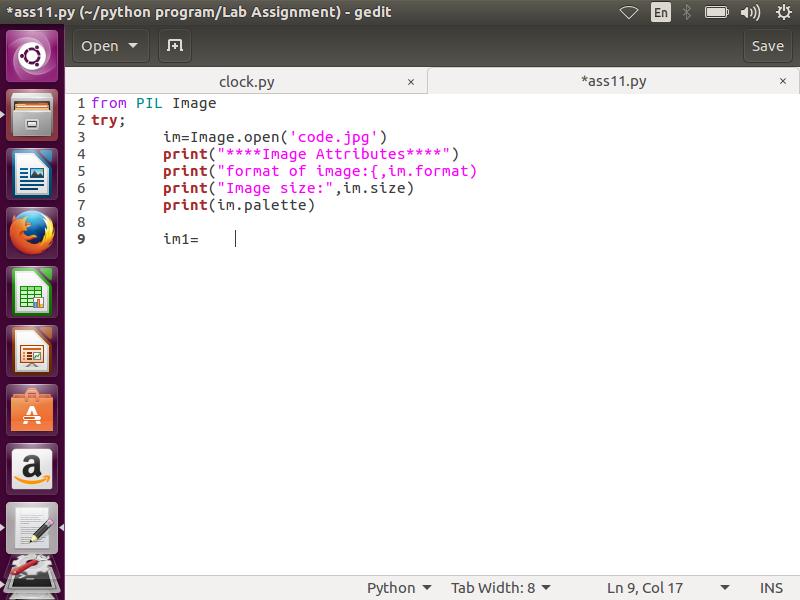 *ass11.py (~/python program/Lab Assignment) - gedit
En
Open
Save
clock.py ×
*ass11.py ×
1 from PIL Image
2 try;
3         im=Image.open('code.jpg')
4         print("****Image Attributes****")
5         print("format of image:{,im.format)
6         print("Image size:",im.size)
7         print(im.palette)
8
9         im1=
a
Python
Tab Width: 8
Ln 9, Col 17
INS